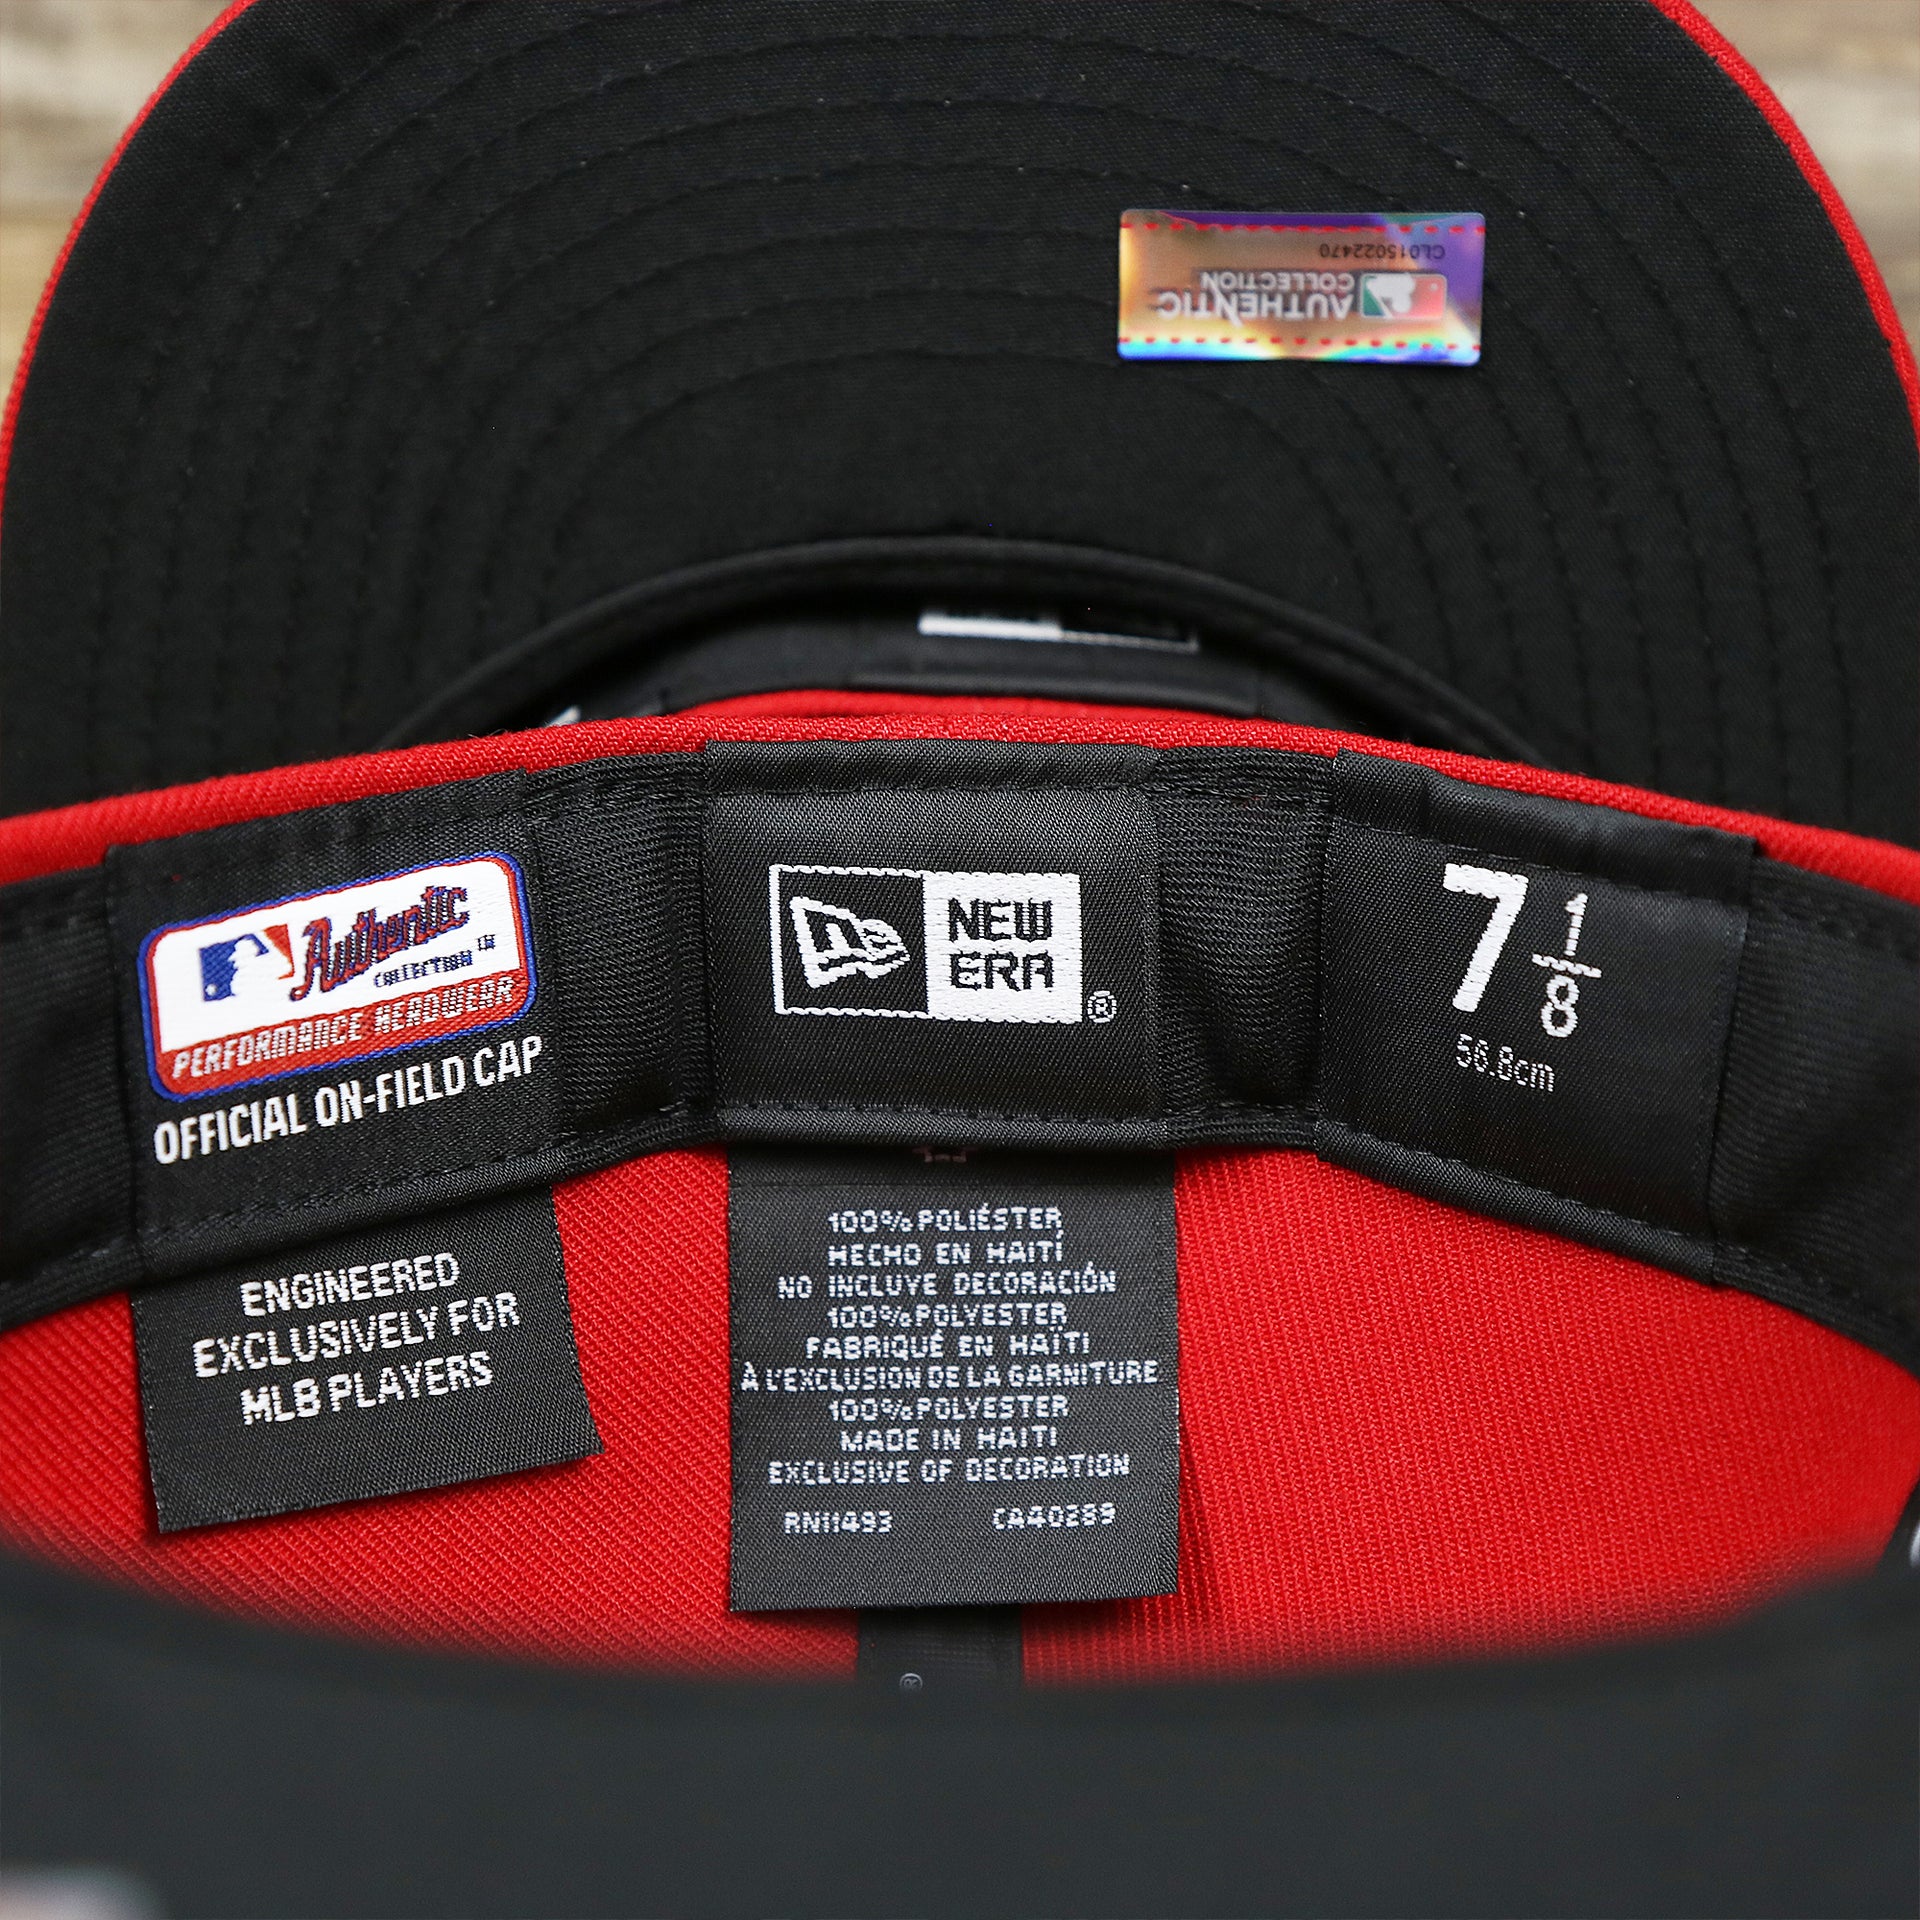 CL015022470
AUTHENTIC
COLLECTION
Authentic
COLLECTION™
PERFORMANCE HEADWEAR
OFFICIAL ON-FIELD CAP
ENGINEERED
EXCLUSIVELY FOR
MLB PLAYERS
NEW
ERA®
100% POLIÉSTER
HECHO EN HAITÍ
NO INCLUYE DECORACIÓN
100% POLYESTER
FABRIQUÉ EN HAÏTI
À L'EXCLUSION DE LA GARNITURE
100% POLYESTER
MADE IN HAITI
EXCLUSIVE OF DECORATION
RN11493 CA40289
7 1/8
56.8cm
®